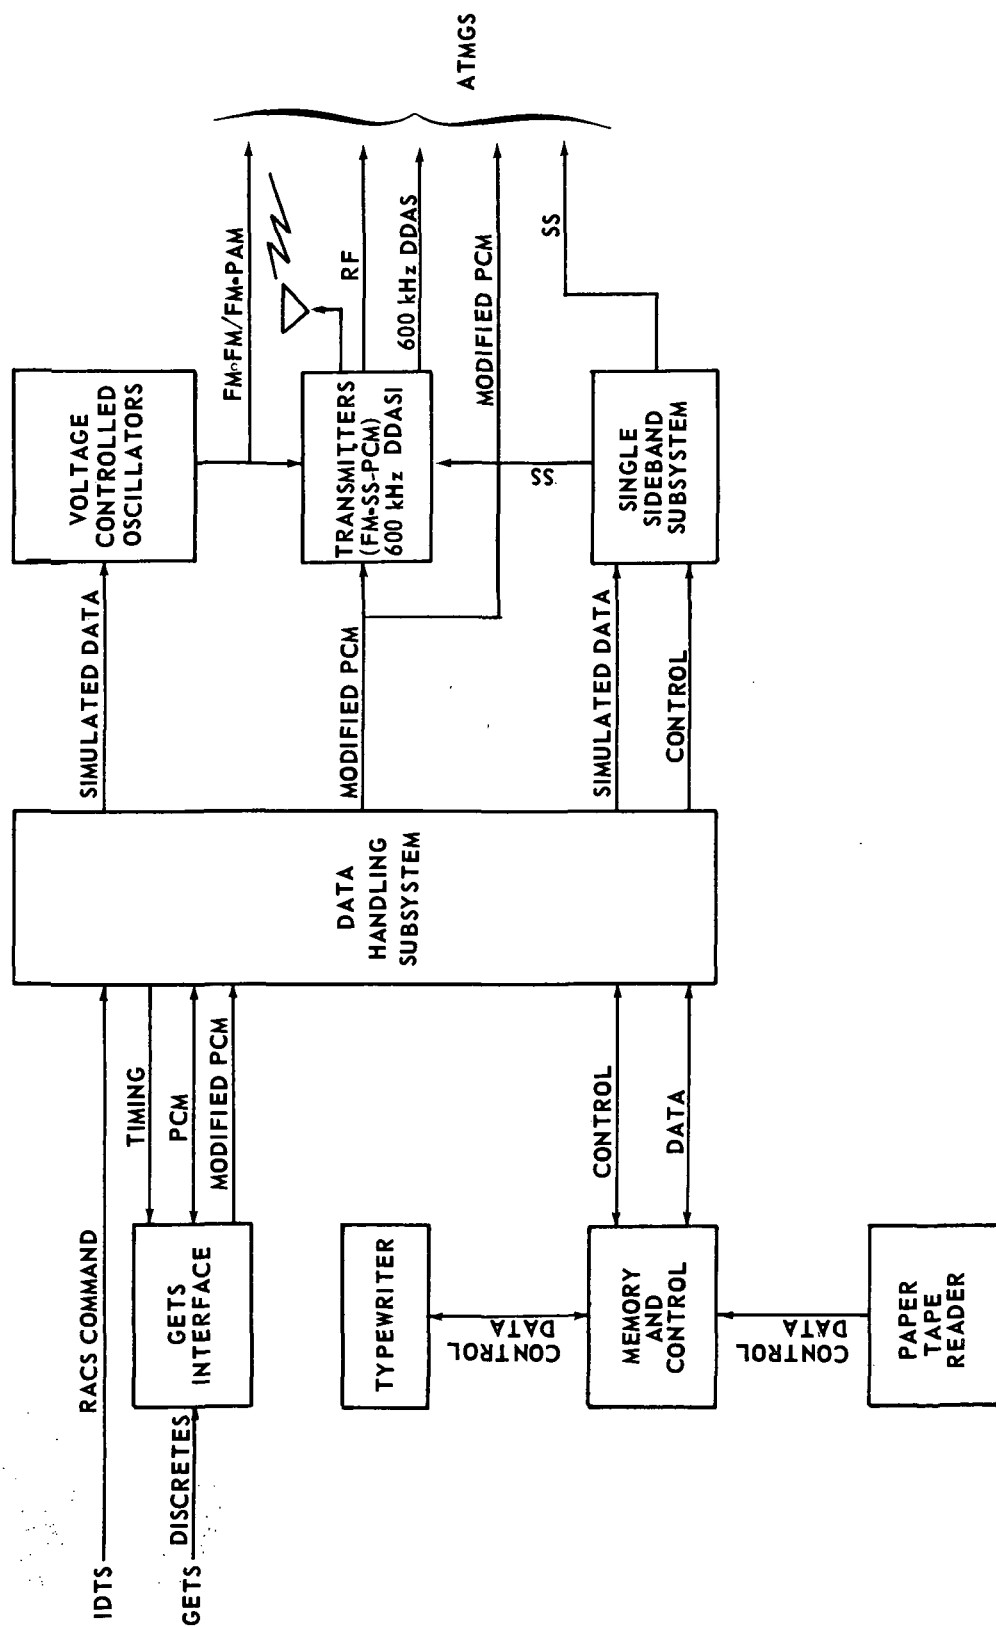 IDTS
RACS COMMAND
GETS
DISCRETES
GETS
INTERFACE
TIMING
PCM
MODIFIED PCM
TYPEWRITER
CONTROL
DATA
MEMORY
AND
CONTROL
CONTROL
DATA
PAPER
TAPE
READER
CONTROL
DATA
DATA
HANDLING
SUBSYSTEM
SIMULATED DATA
MODIFIED PCM
SIMULATED DATA
CONTROL
VOLTAGE
CONTROLLED
OSCILLATORS
TRANSMITTERS
(FM-SS-PCM)
600 kHz DDASI
SS
SINGLE
SIDEBAND
SUBSYSTEM
FM-FM/FM-PAM
RF
600 kHz DDAS
MODIFIED PCM
SS
ATMGS